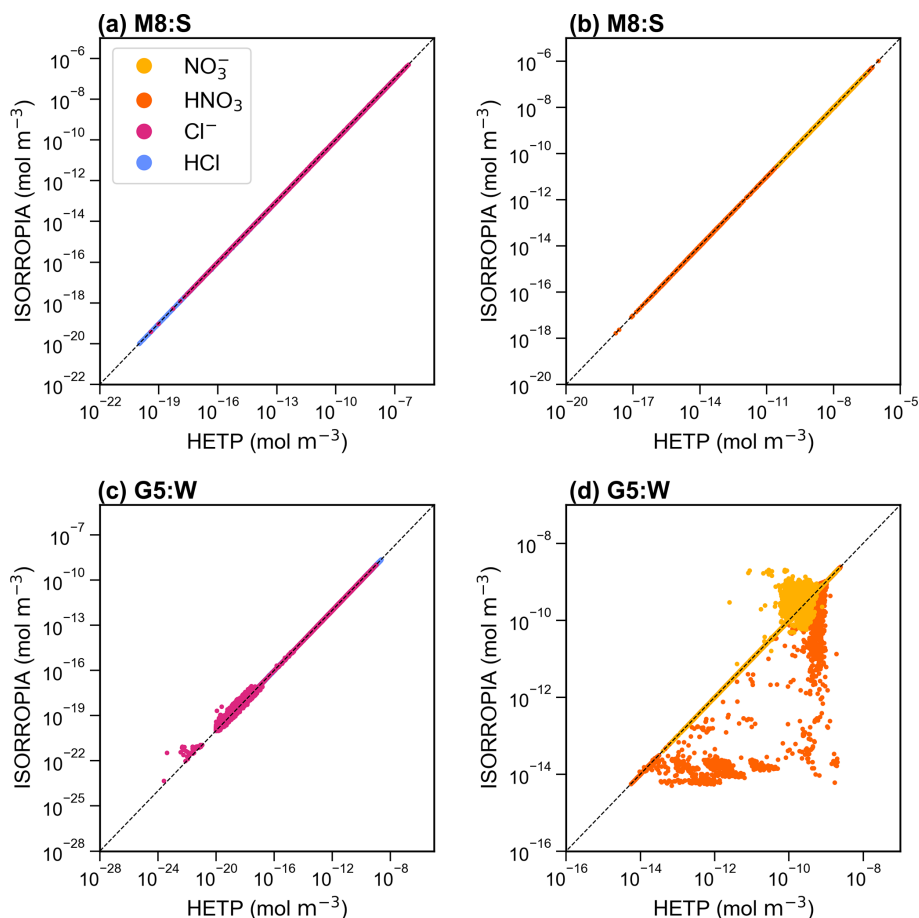 (a) M8:S
10⁻⁶
10⁻⁸
10⁻¹⁰
10⁻¹²
10⁻¹⁴
10⁻¹⁶
10⁻¹⁸
10⁻²⁰
10⁻²²
ISORROPIA (mol m⁻³)
NO₃⁻
HNO₃
Cl⁻
HCl
10⁻²² 10⁻¹⁹ 10⁻¹⁶ 10⁻¹³ 10⁻¹⁰ 10⁻⁷
HETP (mol m⁻³)
(b) M8:S
10⁻⁶
10⁻⁸
10⁻¹⁰
10⁻¹²
10⁻¹⁴
10⁻¹⁶
10⁻¹⁸
10⁻²⁰
ISORROPIA (mol m⁻³)
10⁻²⁰ 10⁻¹⁷ 10⁻¹⁴ 10⁻¹¹ 10⁻⁸ 10⁻⁵
HETP (mol m⁻³)
(c) G5:W
10⁻⁷
10⁻¹⁰
10⁻¹³
10⁻¹⁶
10⁻¹⁹
10⁻²²
10⁻²⁵
10⁻²⁸
ISORROPIA (mol m⁻³)
10⁻²⁸ 10⁻²⁴ 10⁻²⁰ 10⁻¹⁶ 10⁻¹² 10⁻⁸
HETP (mol m⁻³)
(d) G5:W
10⁻⁸
10⁻¹⁰
10⁻¹²
10⁻¹⁴
10⁻¹⁶
ISORROPIA (mol m⁻³)
10⁻¹⁶ 10⁻¹⁴ 10⁻¹² 10⁻¹⁰ 10⁻⁸
HETP (mol m⁻³)